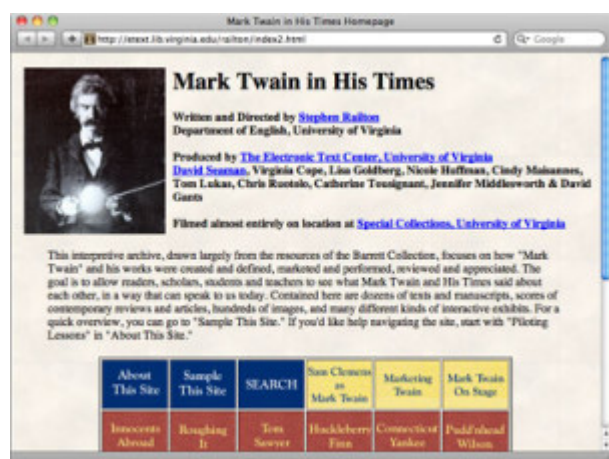 Mark Twain in His Times Homepage
http://etext.lib.virginia.edu/railton/index2.html
Google
Mark Twain in His Times
Written and Directed by Stephen Railton
Department of English, University of Virginia
Produced by The Electronic Text Center, University of Virginia
David Seaman, Virginia Cope, Lisa Goldberg, Nicole Huffman, Cindy Maisannes,
Tom Lukas, Chris Ruotolo, Catherine Tousignant, Jennifer Middlesworth & David
Gants
Filmed almost entirely on location at Special Collections, University of Virginia
This interpretive archive, drawn largely from the resources of the Barrett Collection, focuses on how "Mark
Twain" and his works were created and defined, marketed and performed, reviewed and appreciated. The
goal is to allow readers, scholars, students and teachers to see what Mark Twain and His Times said about
each other, in a way that can speak to us today. Contained here are dozens of texts and manuscripts, scores of
contemporary reviews and articles, hundreds of images, and many different kinds of interactive exhibits. For a
quick overview, you can go to "Sample This Site." If you'd like help navigating the site, start with "Piloting
Lessons" in "About This Site."
About This Site
Sample This Site
SEARCH
Sam Clemens as Mark Twain
Marketing Twain
Mark Twain On Stage
Innocents Abroad
Roughing It
Tom Sawyer
Huckleberry Finn
Connecticut Yankee
Pudd'nhead Wilson